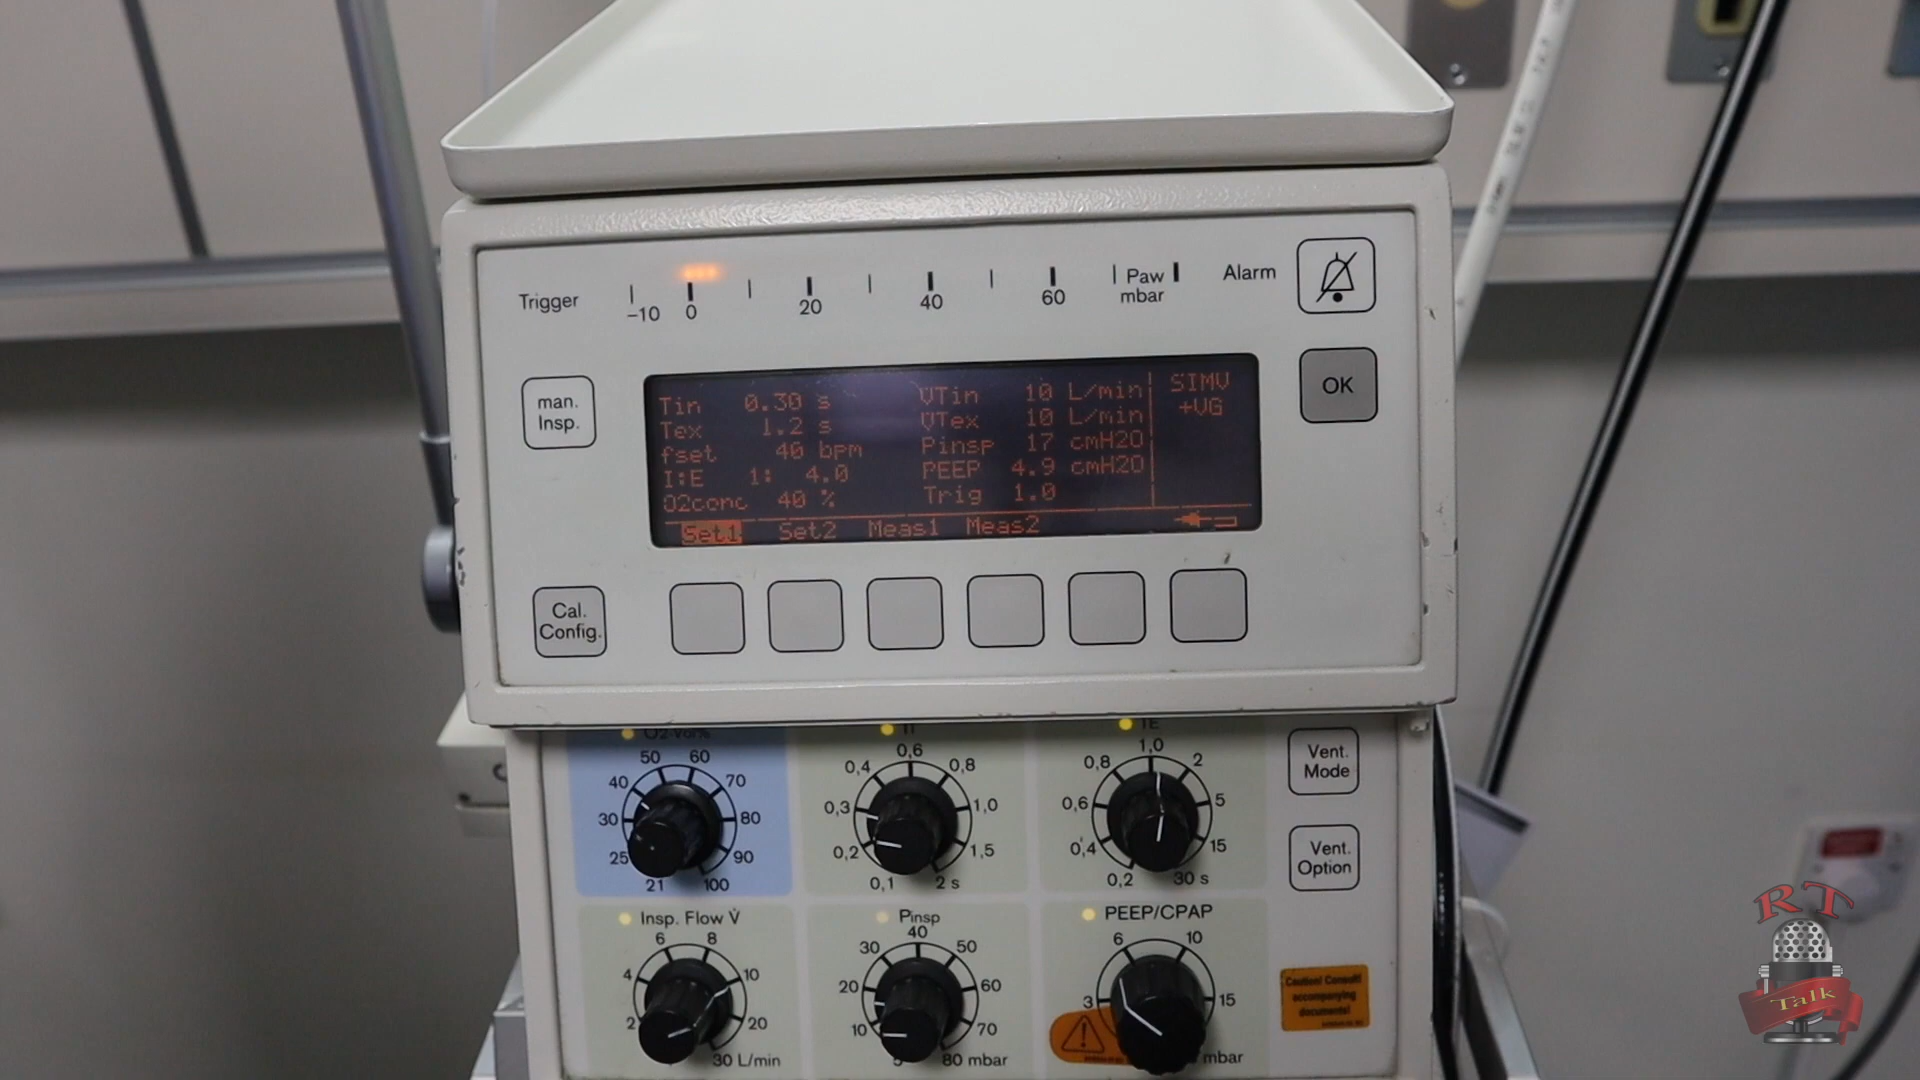 Trigger
-10 0 20 40 60 Paw mbar
Alarm
man. Insp.
OK
Tin 0.30 s
Tex 1.2 s
fset 40 bpm
I:E 1: 4.0
O2conc 40 %
V̇Tin 10 L/min
V̇Tex 10 L/min
Pinsp 17 cmH2O
PEEP 4.9 cmH2O
Trig 1.0
SIMV
+VG
Set1 Set2 Meas1 Meas2
Cal. Config.
O2-Vol%
21 25 30 40 50 60 70 80 90 100
TI
0,1 0,2 0,3 0,4 0,6 0,8 1,0 1,5 2 s
TE
0,2 0,4 0,6 0,8 1,0 2 5 15 30 s
Vent. Mode
Vent. Option
Insp. Flow V̇
2 4 6 8 10 20 30 L/min
Pinsp
5 10 20 30 40 50 60 70 80 mbar
PEEP/CPAP
3 6 10 15 mbar
Caution! Consult
accompanying
documents!
RT
Talk